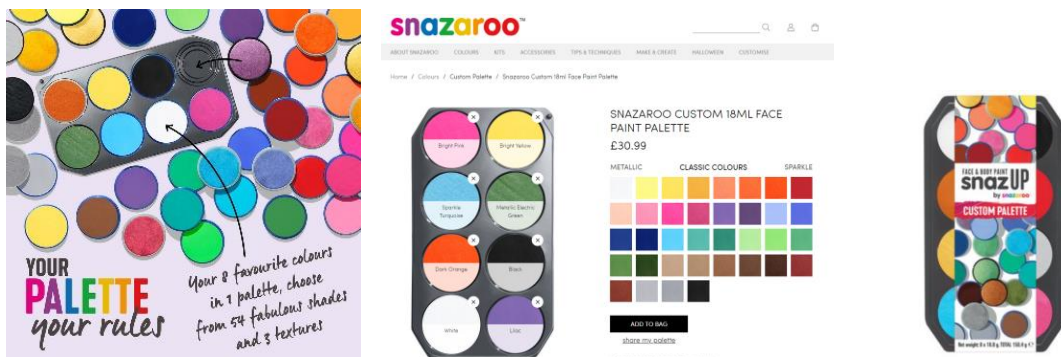 YOUR
PALETTE
your rules
Your 8 favourite colours
in 1 palette, choose
from 54 fabulous shades
and 3 textures
snazaroo™
ABOUT SNAZAROO COLOURS KITS ACCESSORIES TIPS & TECHNIQUES MAKE & CREATE HALLOWEEN CUSTOMISE
Home / Colours / Custom Palette / Snazaroo Custom 18ml Face Paint Palette
Bright Pink
Bright Yellow
Sparkle
Turquoise
Metallic Electric
Green
Dark Orange
Black
White
Lilac
SNAZAROO CUSTOM 18ML FACE
PAINT PALETTE
£30.99
METALLIC CLASSIC COLOURS SPARKLE
ADD TO BAG
share my palette
FACE & BODY PAINT
snazUP
by snazaroo
CUSTOM PALETTE